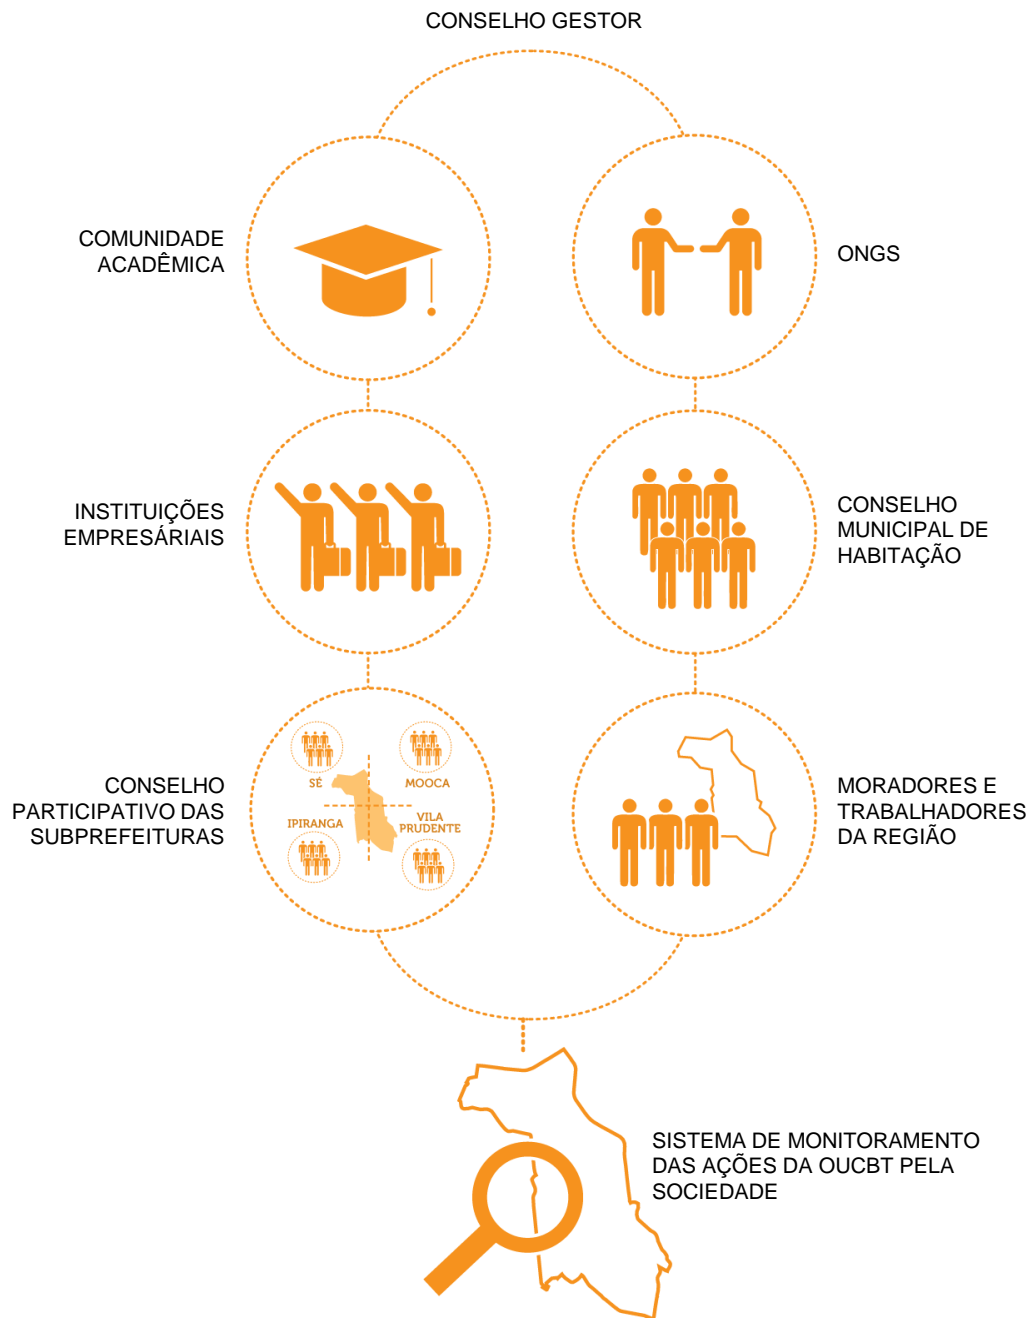 CONSELHO GESTOR
COMUNIDADE
ACADÊMICA
ONGS
INSTITUIÇÕES
EMPRESÁRIAIS
CONSELHO
MUNICIPAL DE
HABITAÇÃO
CONSELHO
PARTICIPATIVO DAS
SUBPREFEITURAS
SÉ
MOOCA
IPIRANGA
VILA
PRUDENTE
MORADORES E
TRABALHADORES
DA REGIÃO
SISTEMA DE MONITORAMENTO
DAS AÇÕES DA OUCBT PELA
SOCIEDADE